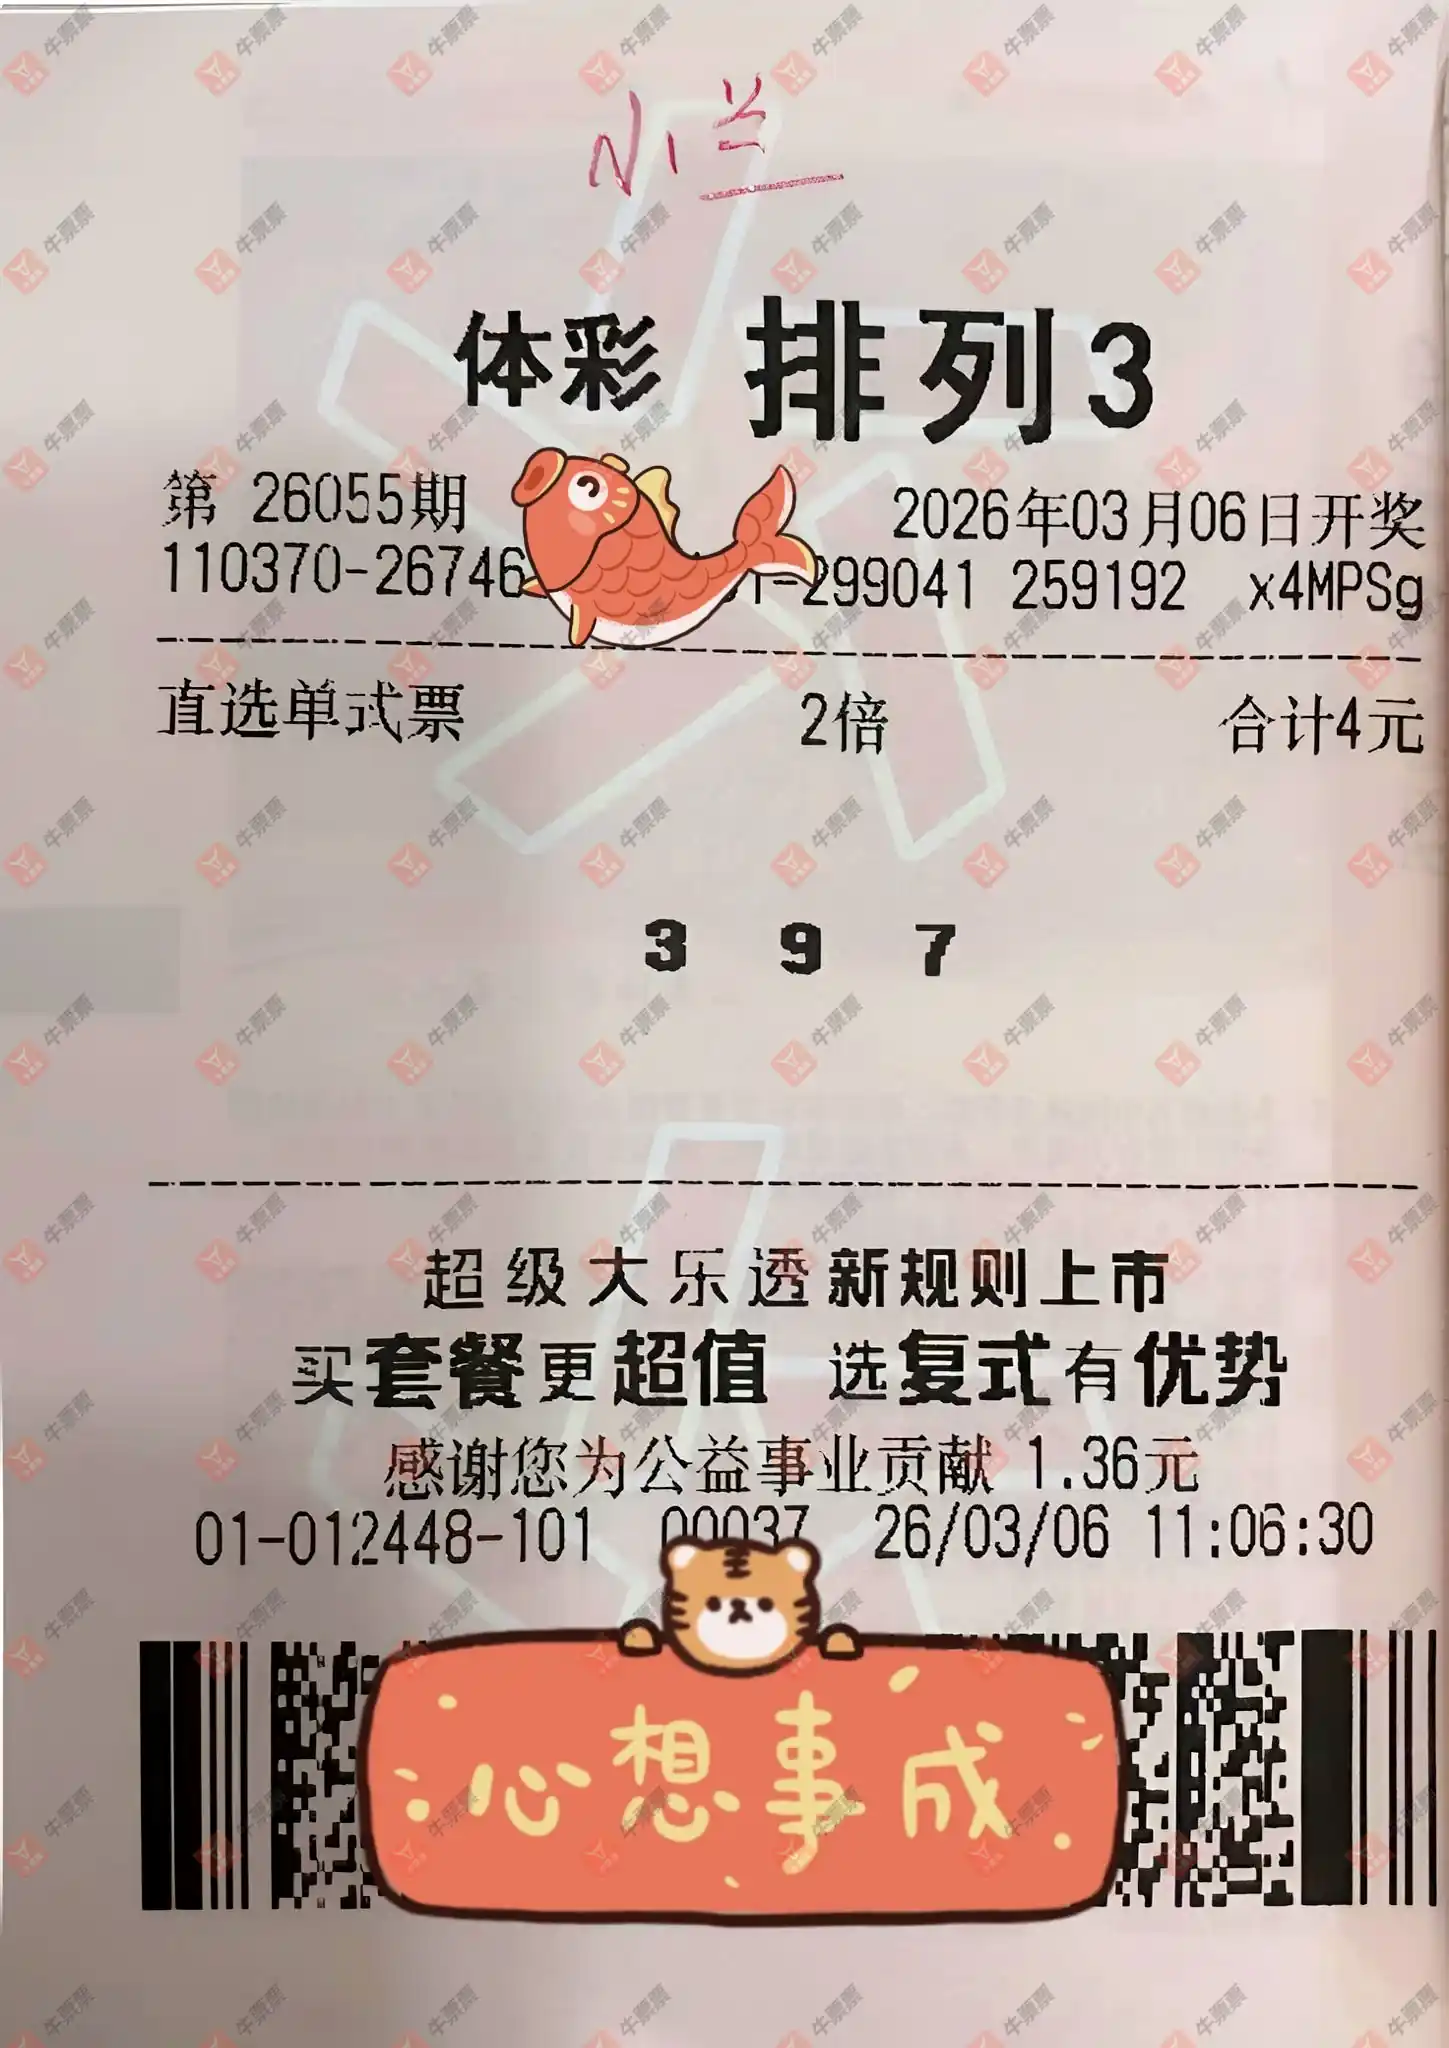 小兰
体彩 排列3
第 26055期 2026年03月06日开奖
110370-26746 1-299041 259192 x4MPSg
直选单式票 2倍 合计4元
3 9 7
超级大乐透新规则上市
买套餐更超值 选复式有优势
感谢您为公益事业贡献 1.36元
01-012448-101 00037 26/03/06 11:06:30
心想事成
牛票票